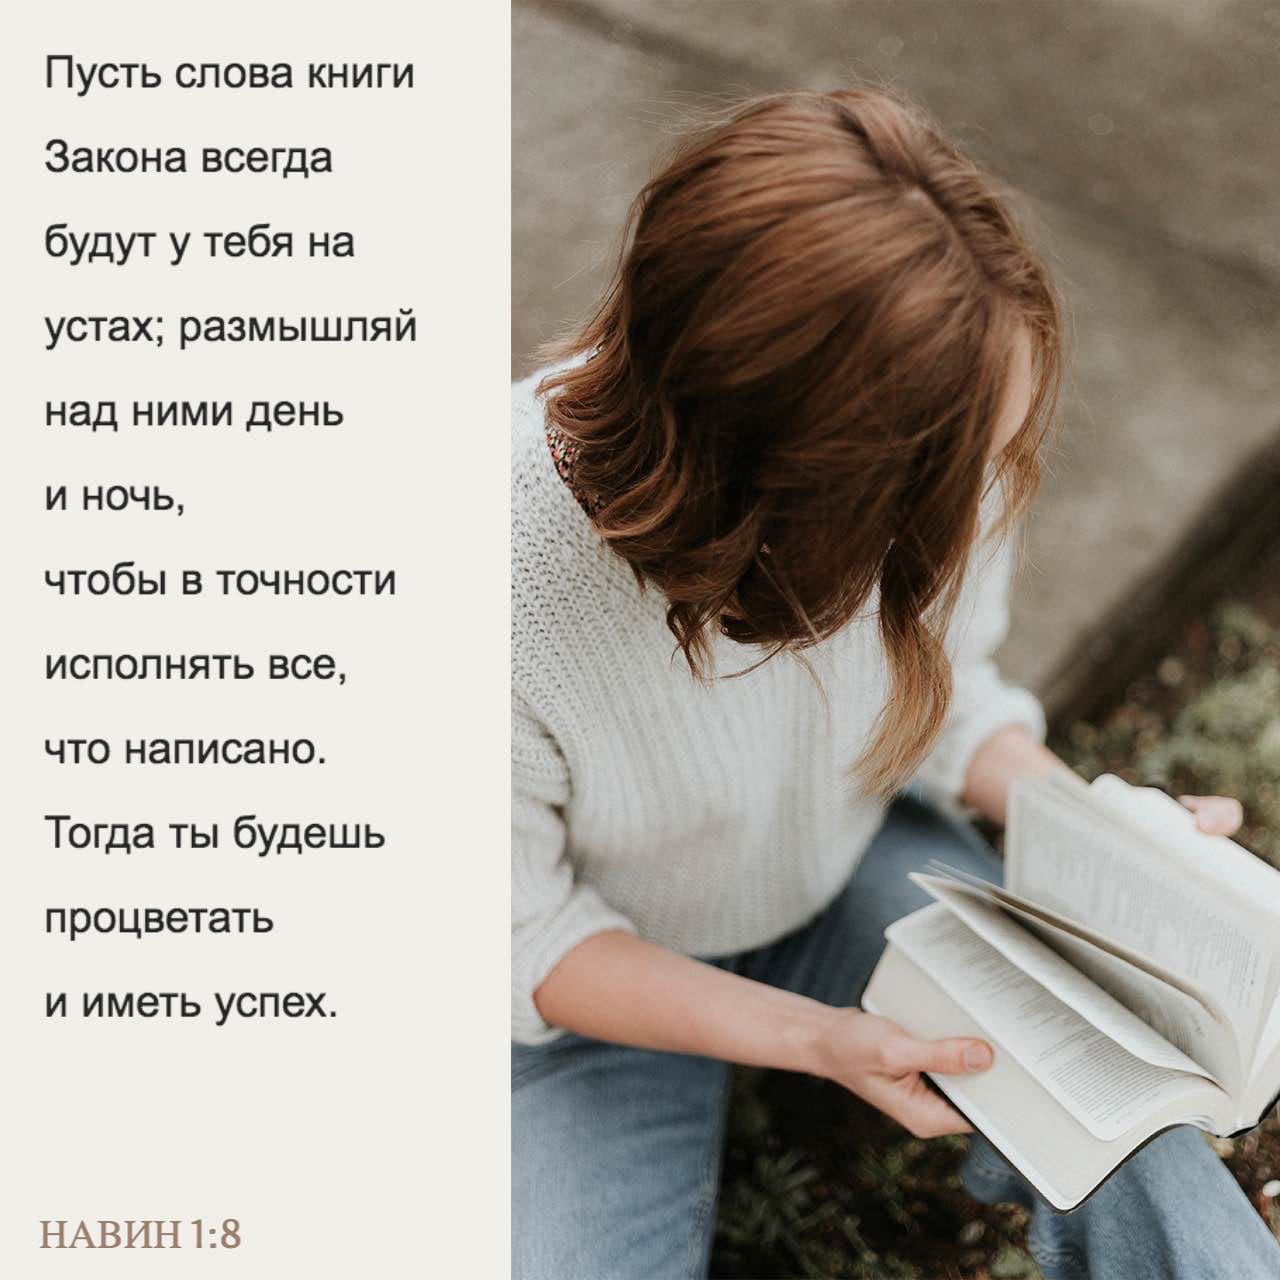 Пусть слова книги
Закона всегда
будут у тебя на
устах; размышляй
над ними день
и ночь,
чтобы в точности
исполнять все,
что написано.
Тогда ты будешь
процветать
и иметь успех.
НАВИН 1:8